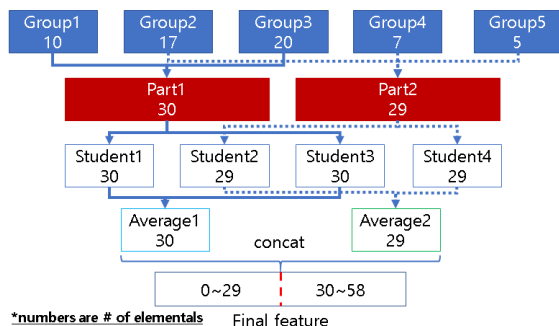 Group1 Group2 Group3 Group4 Group5
10 17 20 7 5
Part1 Part2
30 29
Student1 Student2 Student3 Student4
30 29 30 29
Average1 Average2
30 29
concat
0~29 30~58
*numbers are # of elementals
Final feature